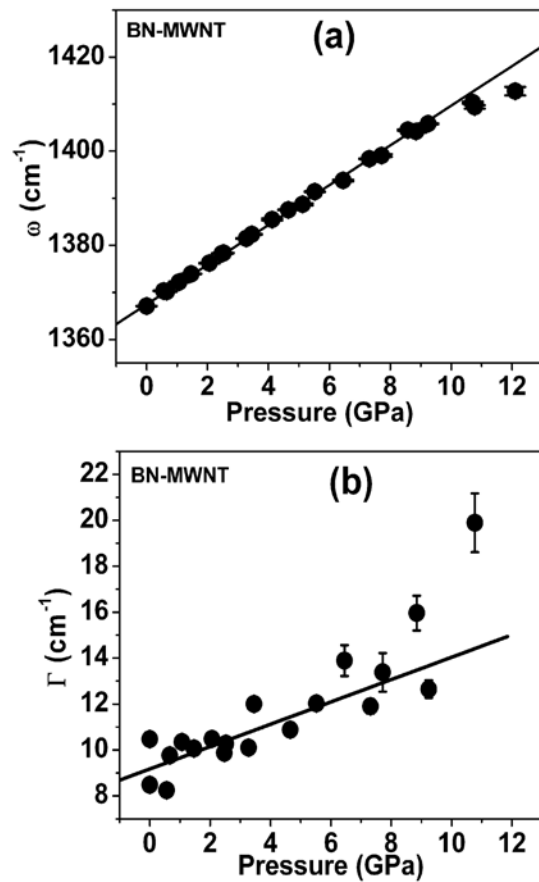 BN-MWNT
(a)
1420
1400
1380
1360
ω (cm⁻¹)
0 2 4 6 8 10 12
Pressure (GPa)
BN-MWNT
(b)
22
20
18
16
14
12
10
8
Γ (cm⁻¹)
0 2 4 6 8 10 12
Pressure (GPa)